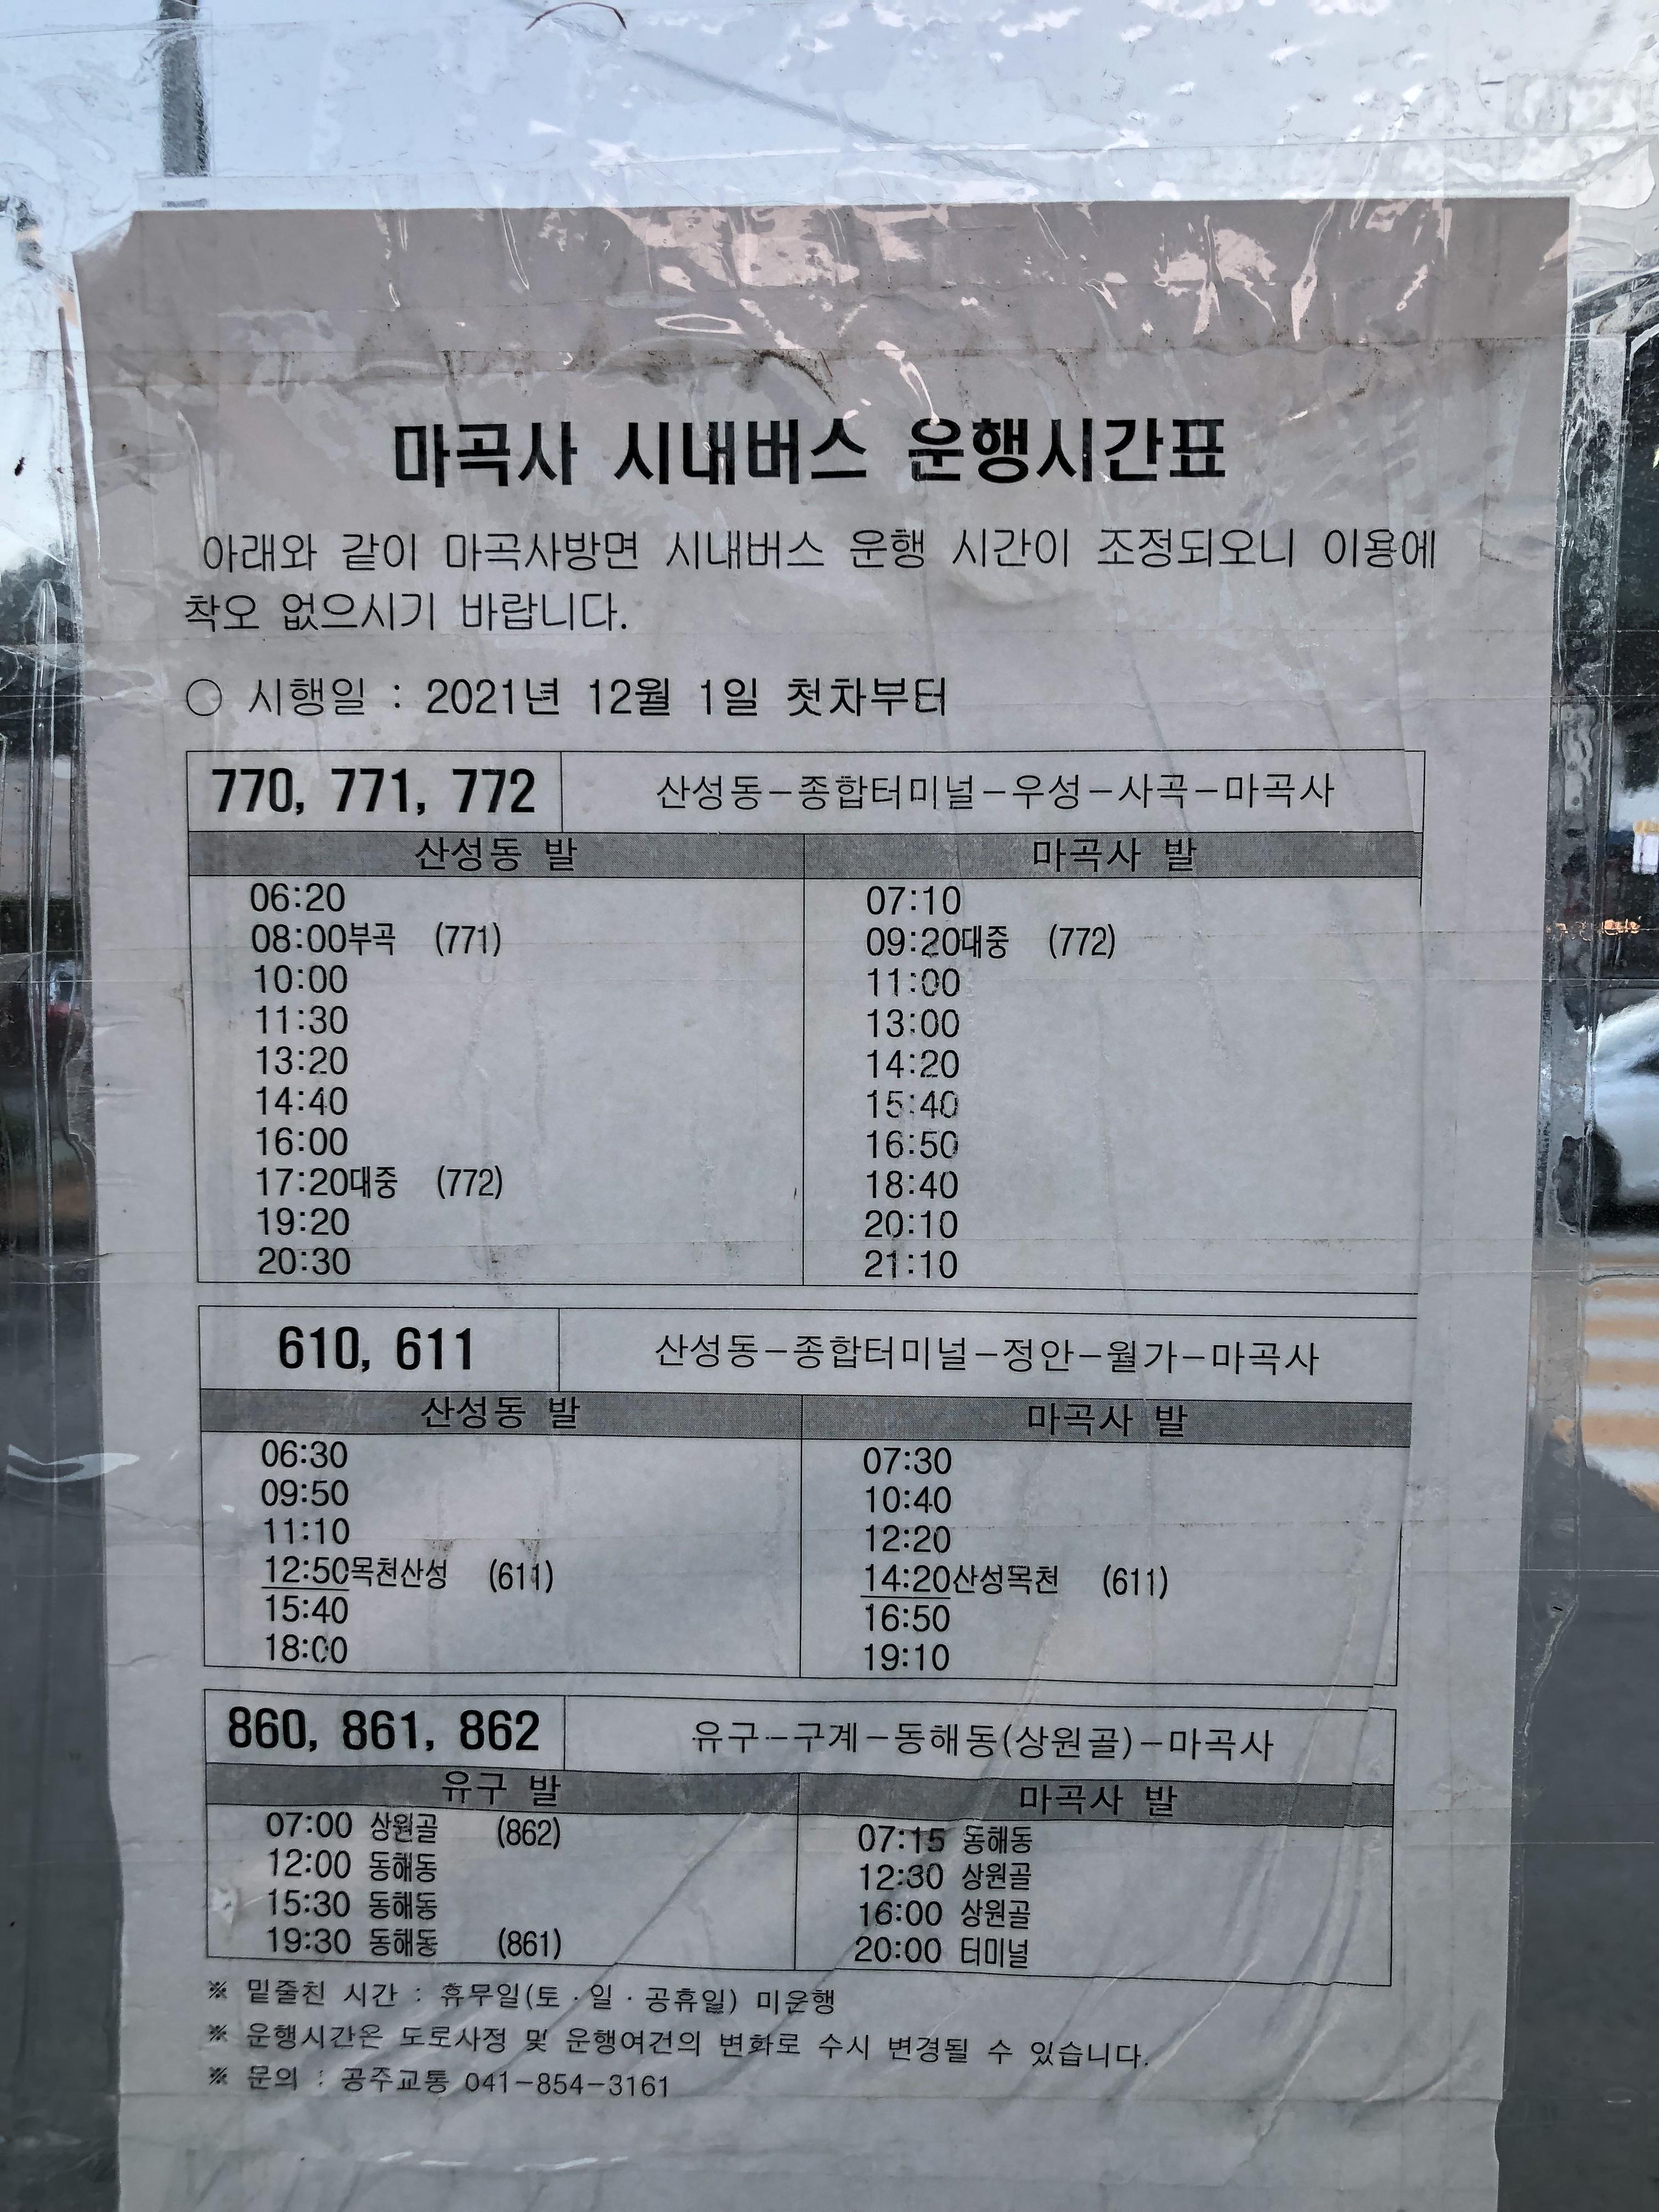 마곡사 시내버스 운행시간표
아래와 같이 마곡사방면 시내버스 운행 시간이 조정되오니 이용에
착오 없으시기 바랍니다.
○ 시행일 : 2021년 12월 1일 첫차부터
770, 771, 772 산성동-종합터미널-우성-사곡-마곡사
산성동 발 마곡사 발
06:20 07:10
08:00부곡 (771) 09:20대중 (772)
10:00 11:00
11:30 13:00
13:20 14:20
14:40 15:40
16:00 16:50
17:20대중 (772) 18:40
19:20 20:10
20:30 21:10
610, 611 산성동-종합터미널-정안-월가-마곡사
산성동 발 마곡사 발
06:30 07:30
09:50 10:40
11:10 12:20
12:50목천산성 (611) 14:20산성목천 (611)
15:40 16:50
18:00 19:10
860, 861, 862 유구-구계-동해동(상원골)-마곡사
유구 발 마곡사 발
07:00 상원골 (862) 07:15 동해동
12:00 동해동 12:30 상원골
15:30 동해동 16:00 상원골
19:30 동해동 (861) 20:00 터미널
※ 밑줄친 시간 : 휴무일(토·일·공휴일) 미운행
※ 운행시간은 도로사정 및 운행여건의 변화로 수시 변경될 수 있습니다.
※ 문의 : 공주교통 041-854-3161